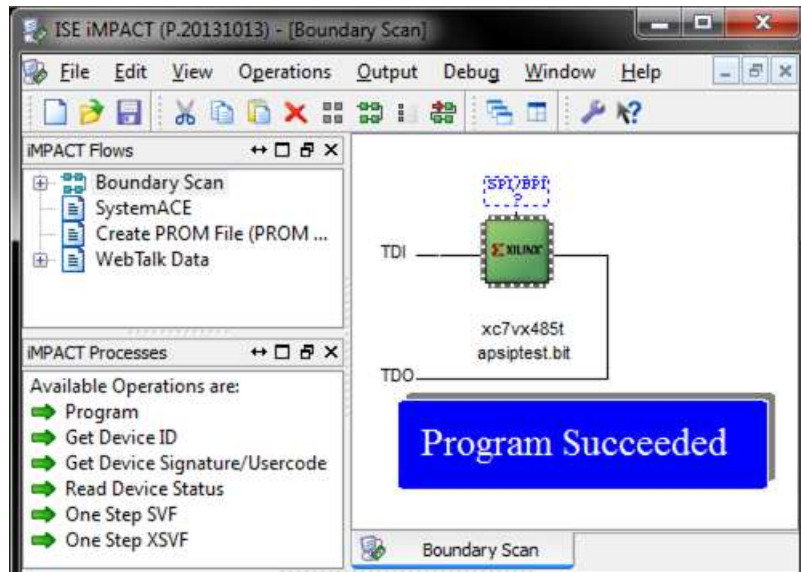 ISE iMPACT (P.20131013) - [Boundary Scan]
File Edit View Operations Output Debug Window Help
iMPACT Flows
Boundary Scan
SystemACE
Create PROM File (PROM ...
WebTalk Data
iMPACT Processes
Available Operations are:
Program
Get Device ID
Get Device Signature/Usercode
Read Device Status
One Step SVF
One Step XSVF
SPI/BPI
?
TDI
XILINX
xc7vx485t
apsiptest.bit
TDO
Program Succeeded
Boundary Scan